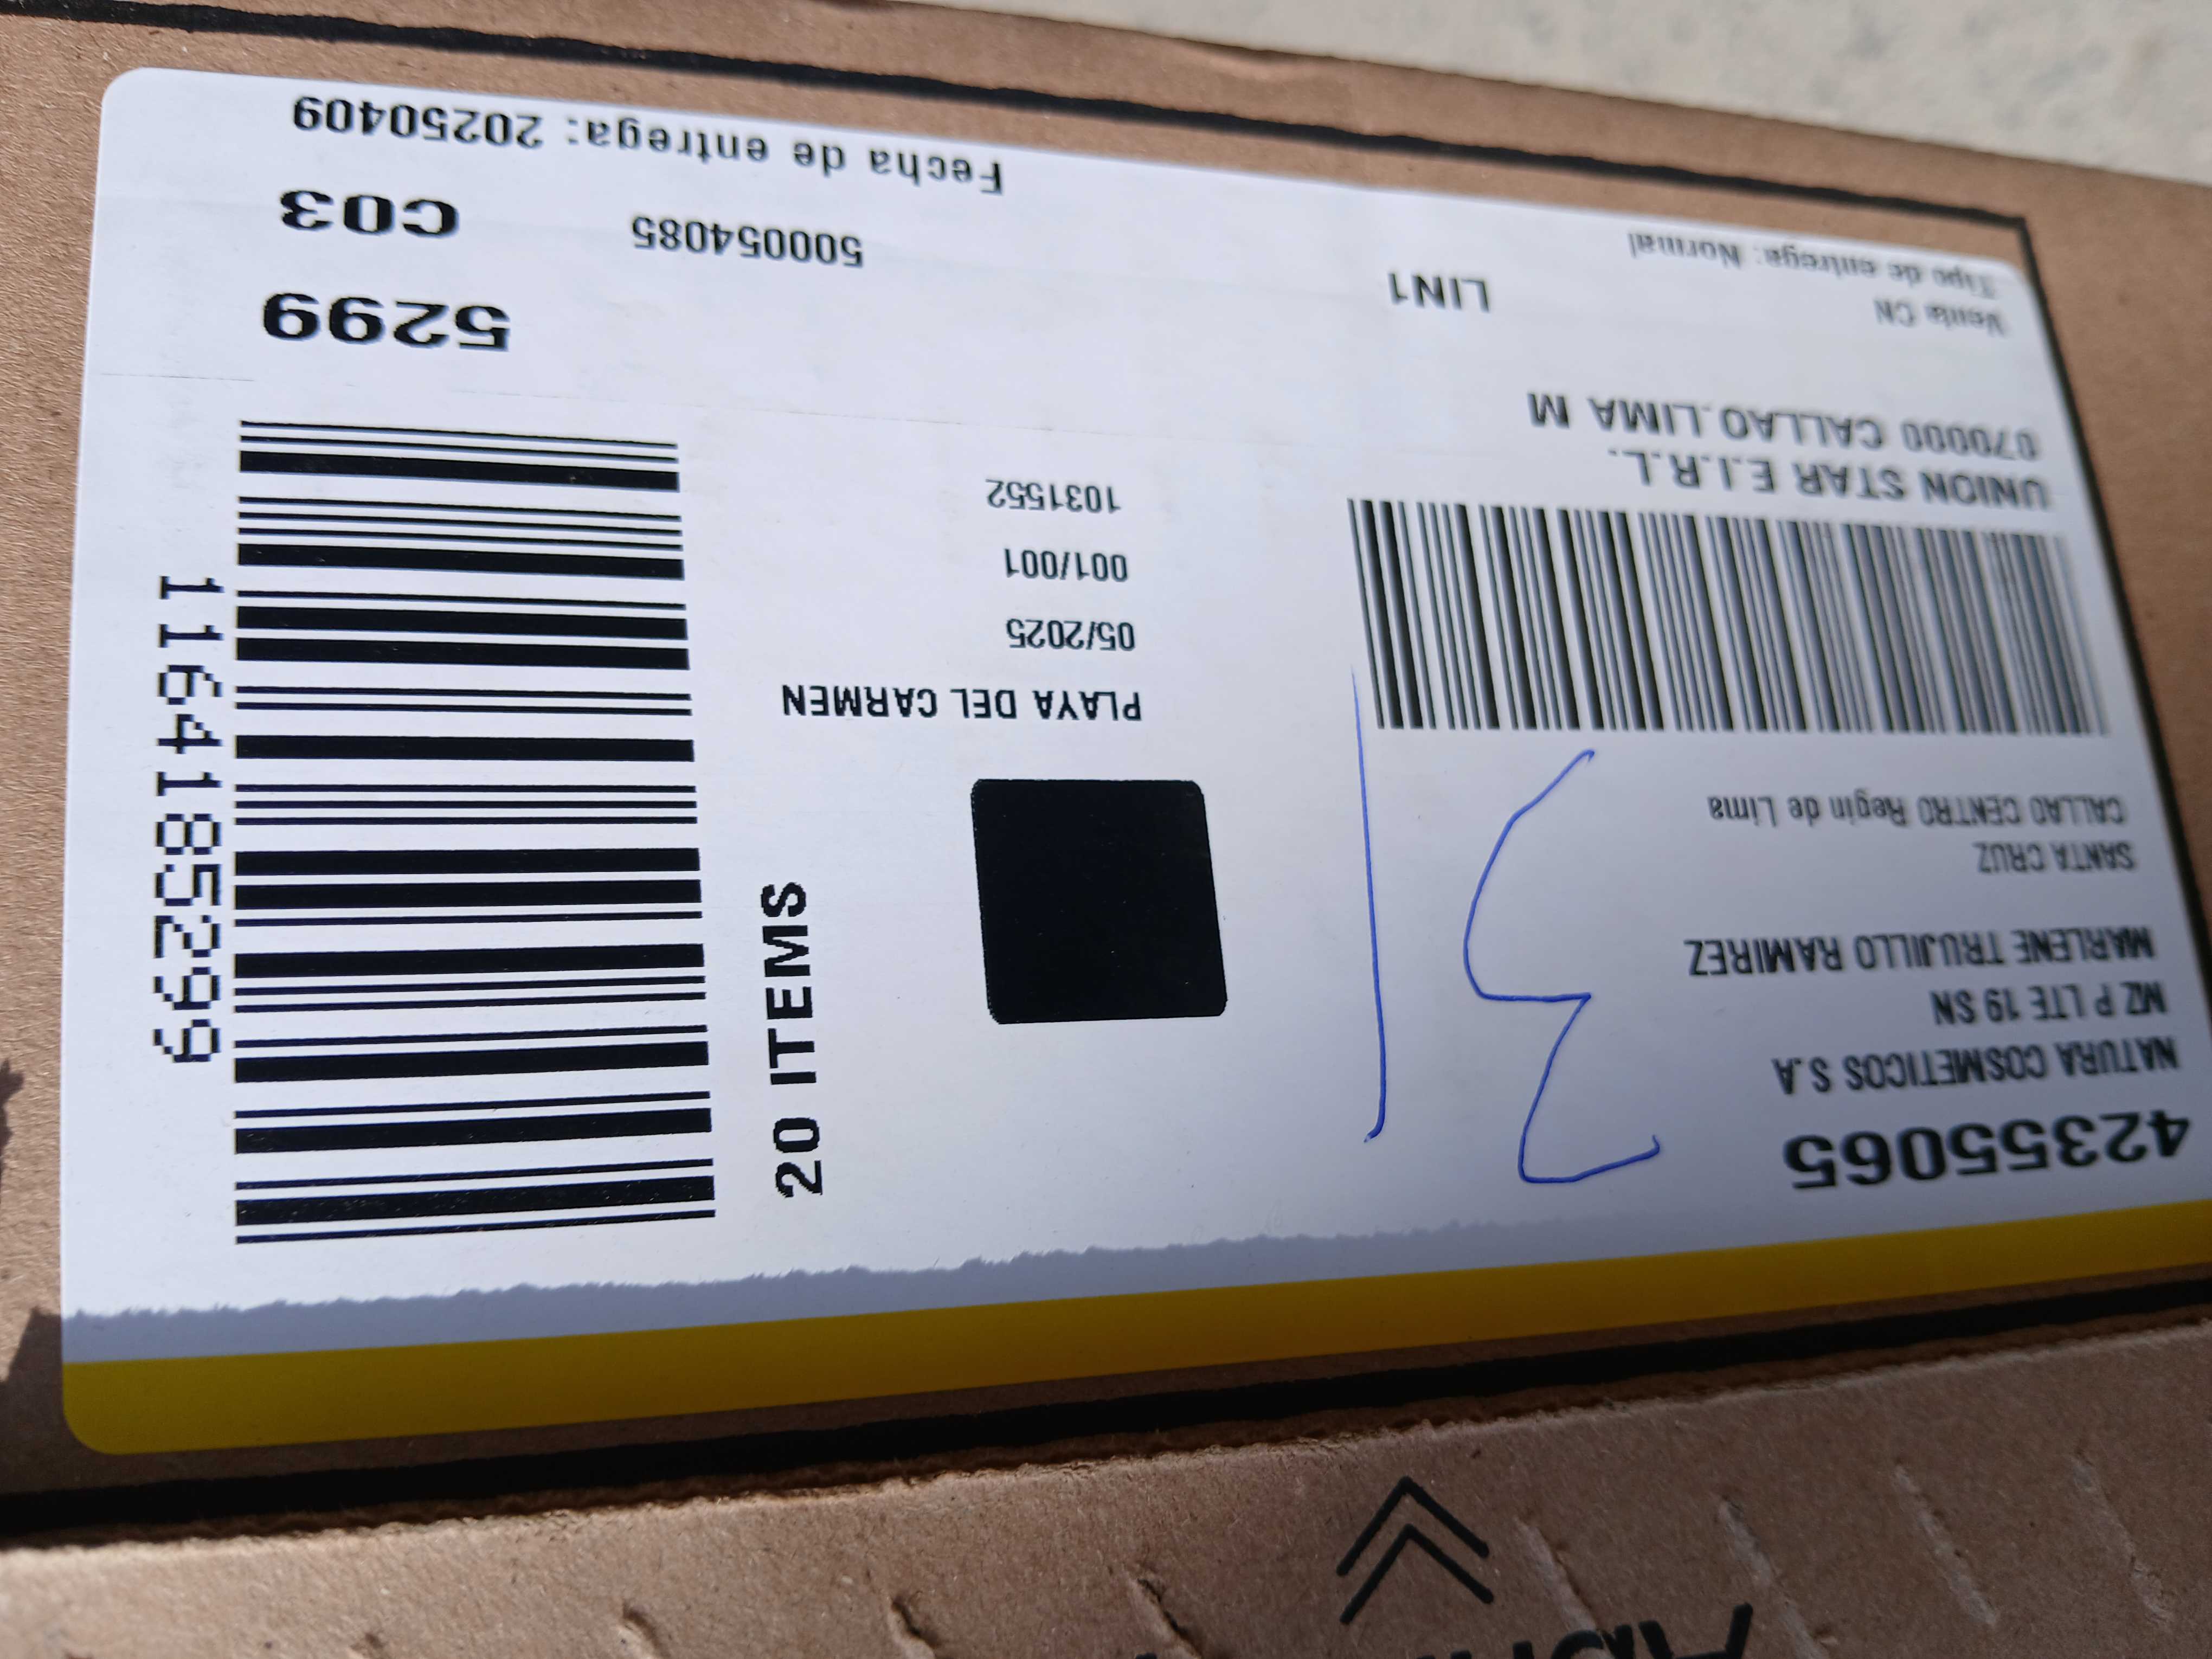 42355065
NATURA COSMETICOS S.A
MZ P LTE 19 SN
MARLENE TRUJILLO RAMIREZ
SANTA CRUZ
CALLAO CENTRO Regin de Lima
UNION STAR E.I.R.L.
070000 CALLAO.LIMA M
Venta CN
Tipo de entrega: Normal
LIN1
31
PLAYA DEL CARMEN
05/2025
001/001
1031552
20 ITEMS
1164185299
5299
500054085
C03
Fecha de entrega: 20250409